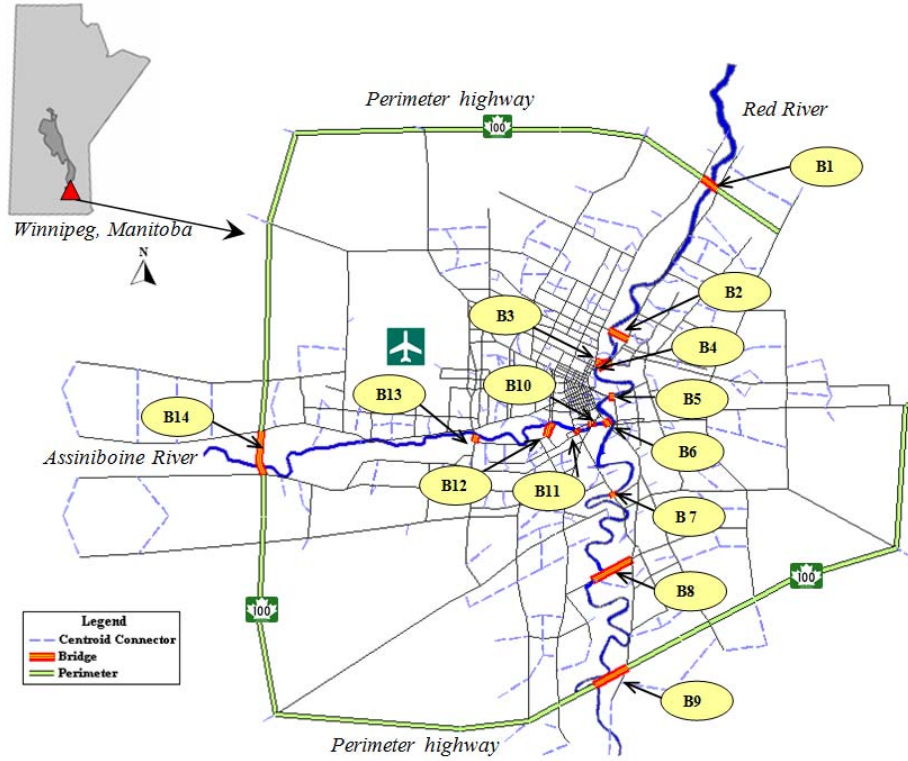 Perimeter highway
100
Red River
B1
Winnipeg, Manitoba
N
B2
B3
B4
B10
B5
B13
B14
B6
Assiniboine River
B12
B11
B 7
B8
100
100
Legend
Centroid Connector
Bridge
Perimeter
B9
Perimeter highway